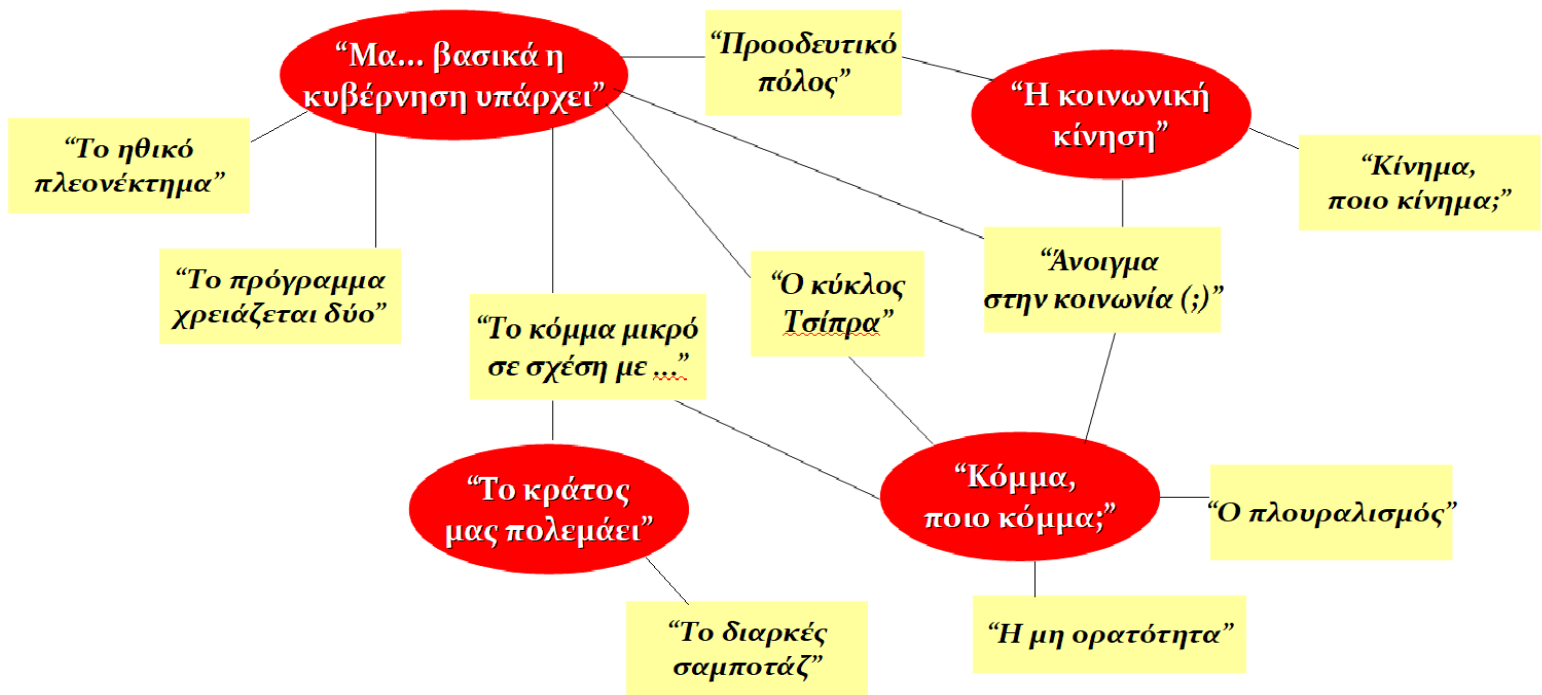 “Μα... βασικά η
κυβέρνηση υπάρχει”
“Προοδευτικό
πόλος”
“Η κοινωνική
κίνηση”
“Το ηθικό
πλεονέκτημα”
“Κίνημα,
ποιο κίνημα;”
“Το πρόγραμμα
χρειάζεται δύο”
“Ο κύκλος
Τσίπρα”
“Άνοιγμα
στην κοινωνία (;)”
“Το κόμμα μικρό
σε σχέση με ...”
“Το κράτος
μας πολεμάει”
“Κόμμα,
ποιο κόμμα;”
“Ο πλουραλισμός”
“Το διαρκές
σαμποτάζ”
“Η μη ορατότητα”